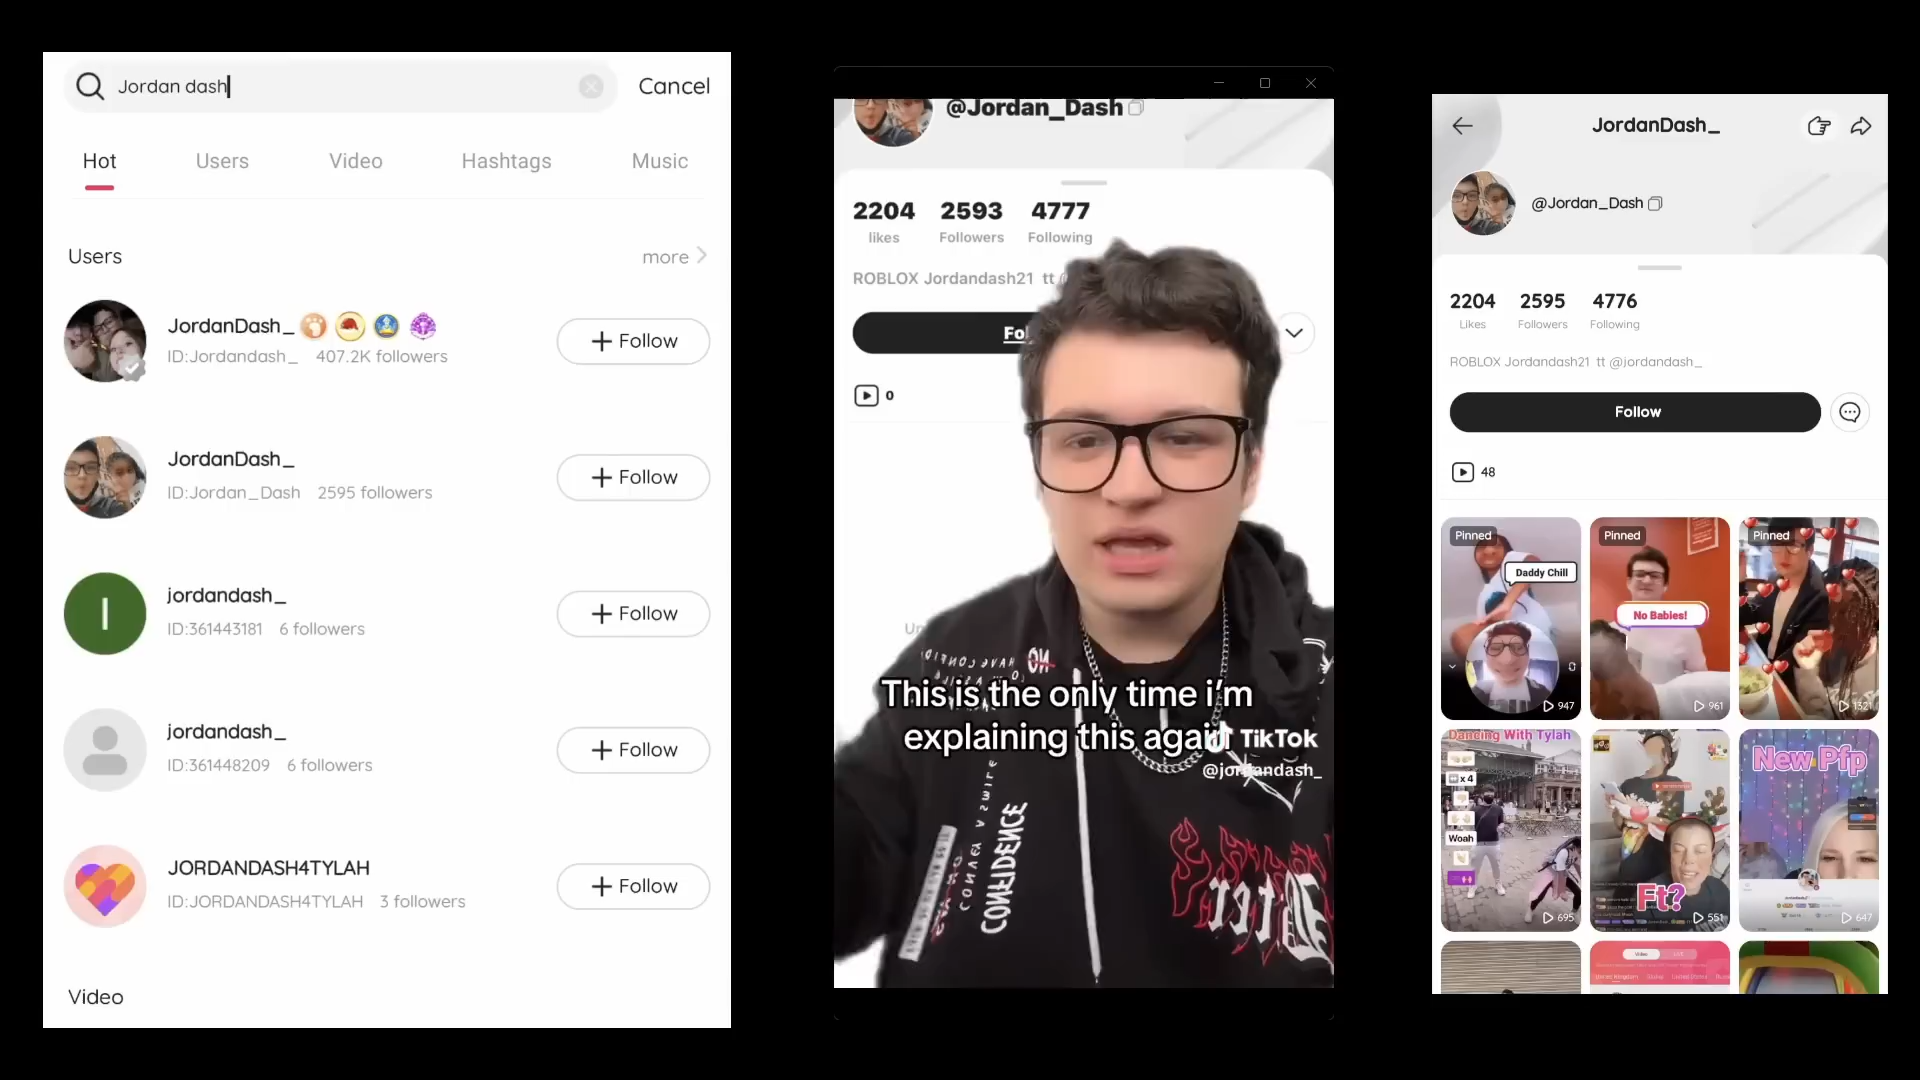 Jordan dash
Cancel
Hot
Users
Video
Hashtags
Music
Users
more
JordanDash_
ID:Jordandash_ 407.2K followers
+ Follow
JordanDash_
ID:Jordan_Dash 2595 followers
+ Follow
jordandash_
ID:361443181 6 followers
+ Follow
I
jordandash_
ID:361448209 6 followers
+ Follow
JORDANDASH4TYLAH
ID:JORDANDASH4TYLAH 3 followers
+ Follow
Video
@Jordan_Dash
2204 2593 4777
likes Followers Following
ROBLOX Jordandash21 tt
Fol
0
Un
This is the only time i'm
explaining this again
TikTok
@jordandash_
CONFIDENCE
JordanDash_
@Jordan_Dash
2204 2595 4776
Likes Followers Following
ROBLOX Jordandash21 tt @jordandash_
Follow
48
Pinned
Daddy Chill
947
Pinned
No Babies!
961
Pinned
1321
Dancing With Tylah
x 4
Woah
695
Ft?
551
New Pfp
647